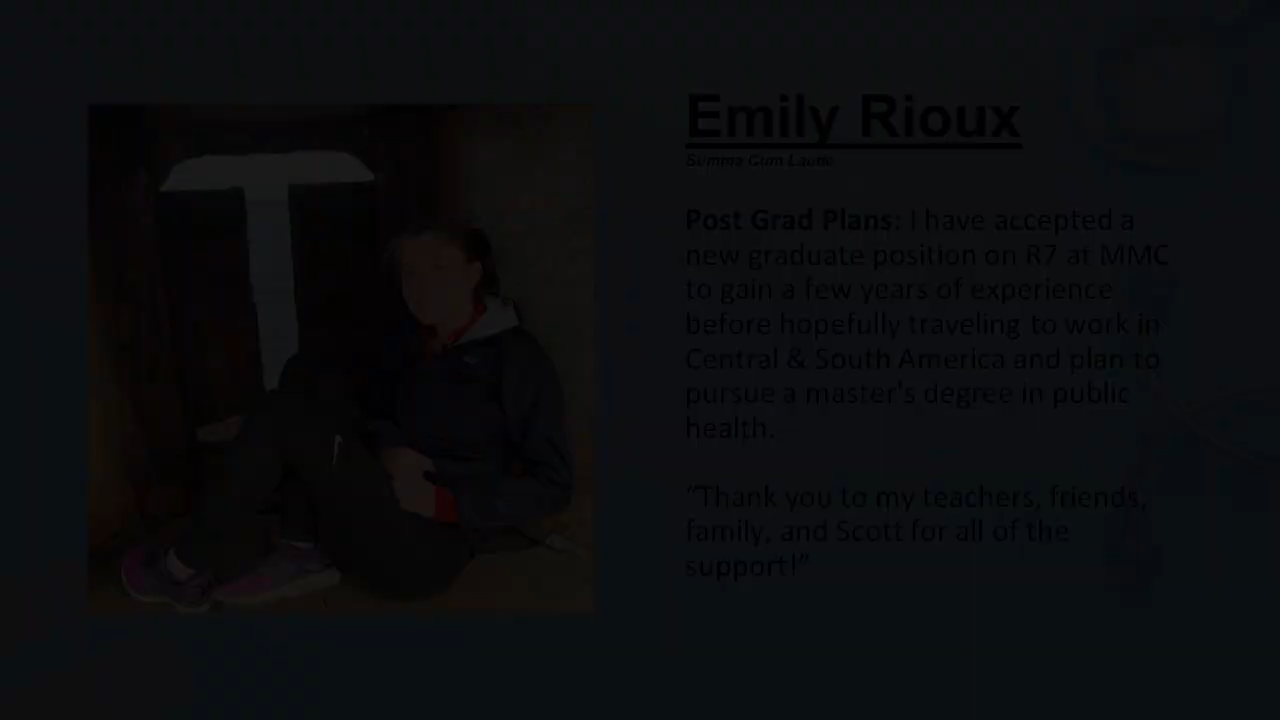 Emily Rioux
Summa Cum Laude
Post Grad Plans: I have accepted a
new graduate position on R7 at MMC
to gain a few years of experience
before hopefully traveling to work in
Central & South America and plan to
pursue a master's degree in public
health.
“Thank you to my teachers, friends,
family, and Scott for all of the
support!”